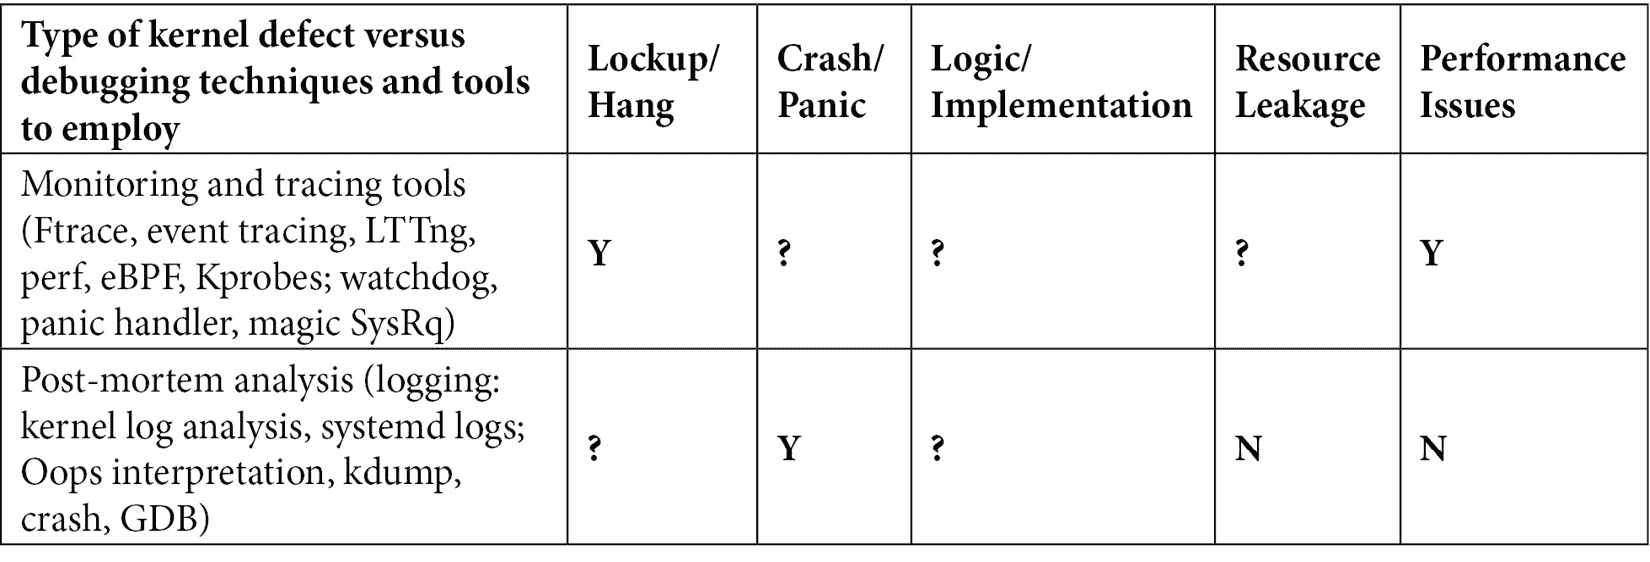 Type of kernel defect versus
debugging techniques and tools
to employ
Lockup/
Hang
Crash/
Panic
Logic/
Implementation
Resource
Leakage
Performance
Issues
Monitoring and tracing tools
(Ftrace, event tracing, LTTng,
perf, eBPF, Kprobes; watchdog,
panic handler, magic SysRq)
Y
?
?
?
Y
Post-mortem analysis (logging:
kernel log analysis, systemd logs;
Oops interpretation, kdump,
crash, GDB)
?
Y
?
N
N